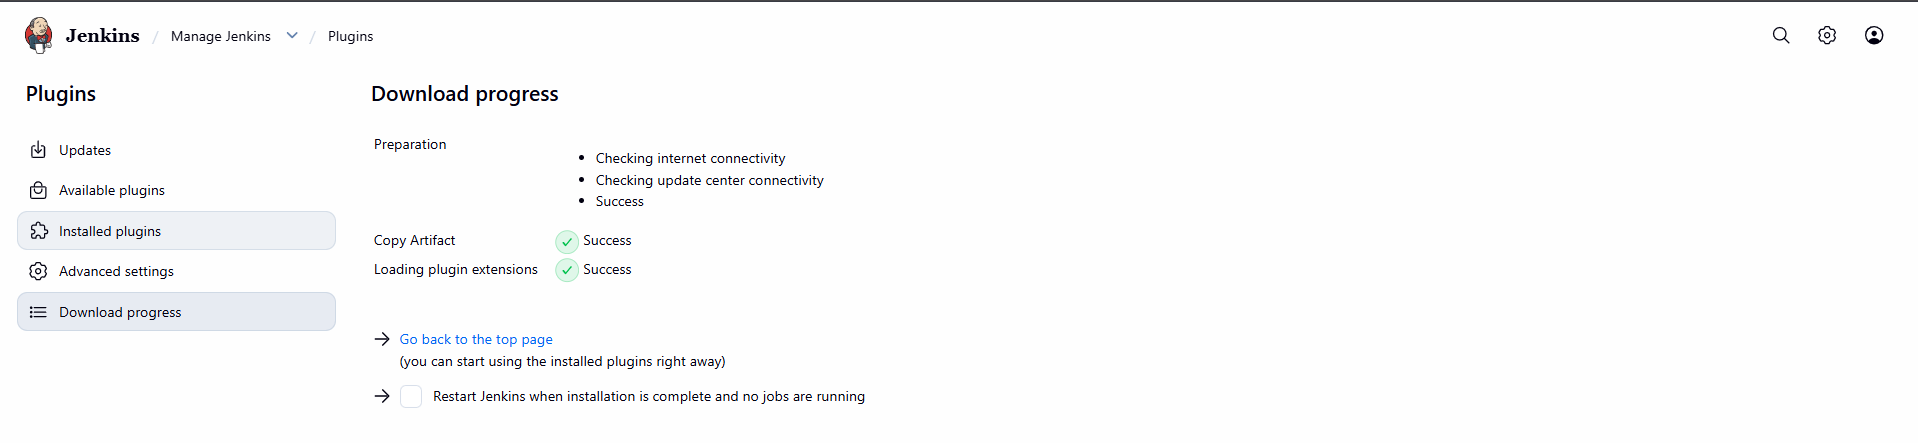 Jenkins / Manage Jenkins / Plugins
Plugins
Updates
Available plugins
Installed plugins
Advanced settings
Download progress
Download progress
Preparation
• Checking internet connectivity
• Checking update center connectivity
• Success
Copy Artifact Success
Loading plugin extensions Success
→ Go back to the top page
(you can start using the installed plugins right away)
→ Restart Jenkins when installation is complete and no jobs are running